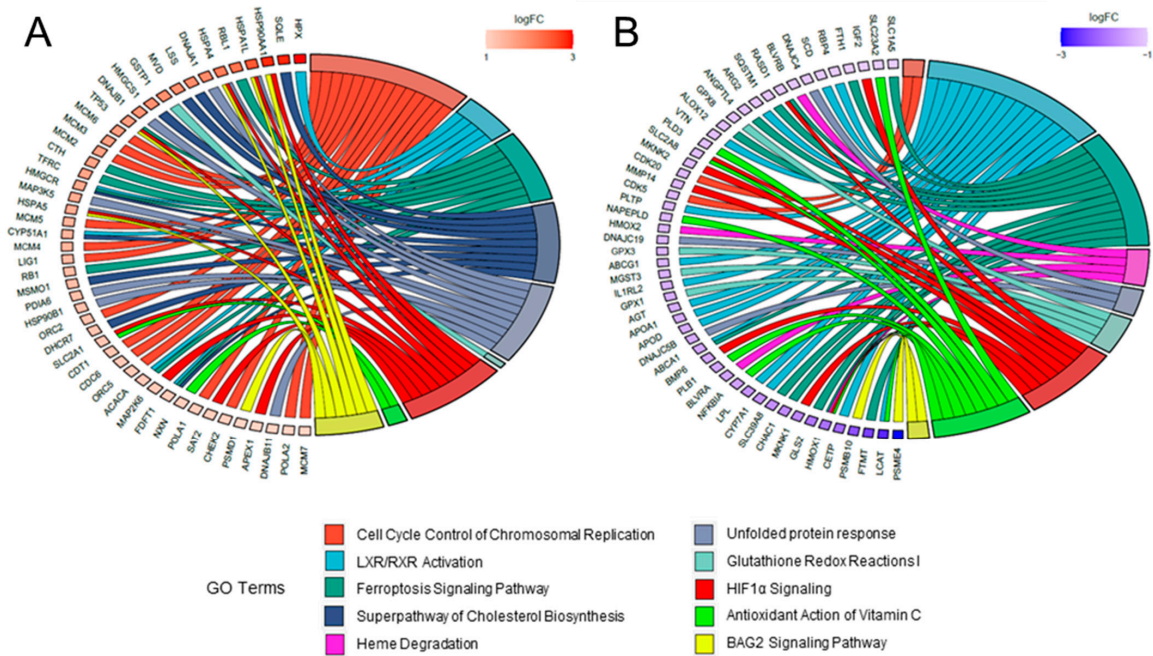 A
logFC
1
3
HPX
SQLE
HSP90AA1
HSPA1L
RBL1
HSPA4
DNAJA1
LSS
MVD
GSTP1
HMGCS1
DNAJB1
TP53
MCM6
MCM3
MCM2
CTH
TFRC
HMGCR
MAP3K5
HSPA5
MCM5
CYP51A1
MCM4
LIG1
RB1
MSMO1
PDIA6
HSP90B1
ORC2
DHCR7
SLC2A1
CDT1
CDC6
ORC5
ACACA
MAP2K6
FDFT1
NXN
POLA1
SAT2
CHEK2
PSMD1
APEX1
DNAJB11
POLA2
MCM7
B
logFC
-3
-1
SLC1A5
SLC23A2
IGF2
FTH1
RBP4
SCD
DNAJC4
BLVRB
RASD1
SQSTM1
ARG2
ANGPTL4
GPX8
ALOX12
VTN
PLD3
SLC2A8
MKNK2
CDK20
MMP14
CDK5
PLTP
NAPEPLD
HMOX2
DNAJC19
GPX3
ABCG1
MGST3
IL1RL2
GPX1
AGT
APOA1
APOD
DNAJC5B
ABCA1
BMP6
PLB1
BLVRA
NFKBIA
LPL
CYP7A1
SLC39A8
CHAC1
MKNK1
GLS2
HMOX1
CETP
PSMB10
FTMT
LCAT
PSME4
GO Terms
Cell Cycle Control of Chromosomal Replication
LXR/RXR Activation
Ferroptosis Signaling Pathway
Superpathway of Cholesterol Biosynthesis
Heme Degradation
Unfolded protein response
Glutathione Redox Reactions I
HIF1α Signaling
Antioxidant Action of Vitamin C
BAG2 Signaling Pathway